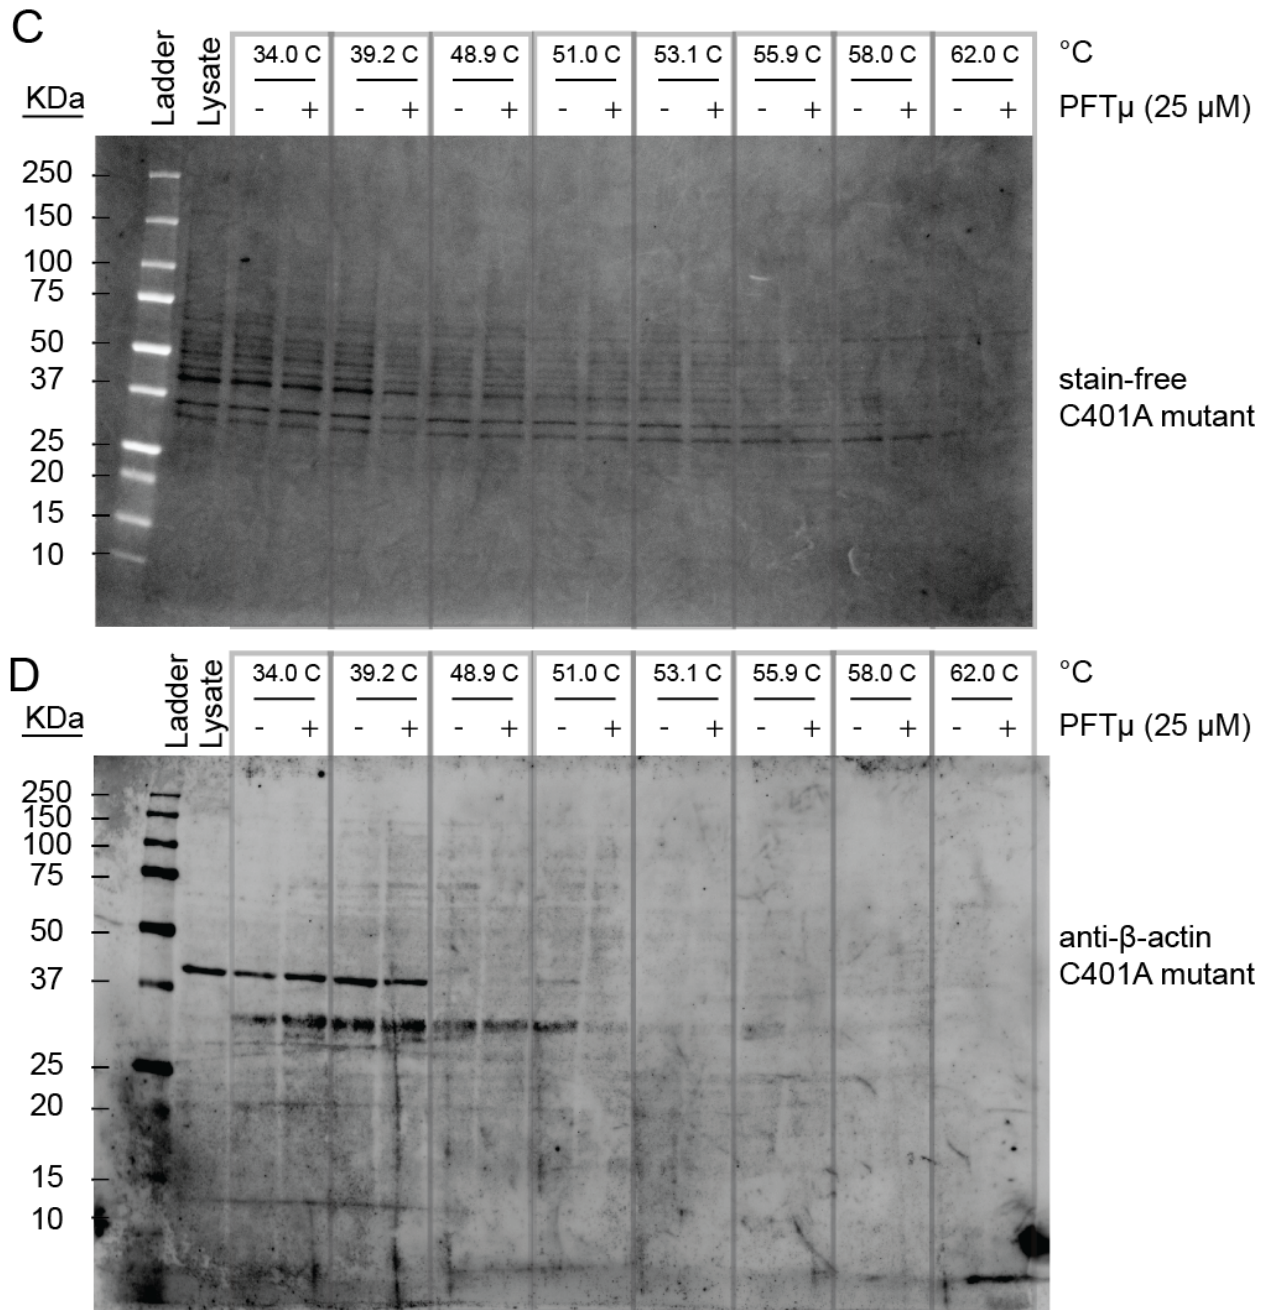 C
Ladder
Lysate
34.0 C 39.2 C 48.9 C 51.0 C 53.1 C 55.9 C 58.0 C 62.0 C °C
KDa
- + - + - + - + - + - + - + - + PFTµ (25 µM)
250
150
100
75
50
37
25
20
15
10
stain-free
C401A mutant
D
Ladder
Lysate
34.0 C 39.2 C 48.9 C 51.0 C 53.1 C 55.9 C 58.0 C 62.0 C °C
KDa
- + - + - + - + - + - + - + - + PFTµ (25 µM)
250
150
100
75
50
37
25
20
15
10
anti-β-actin
C401A mutant